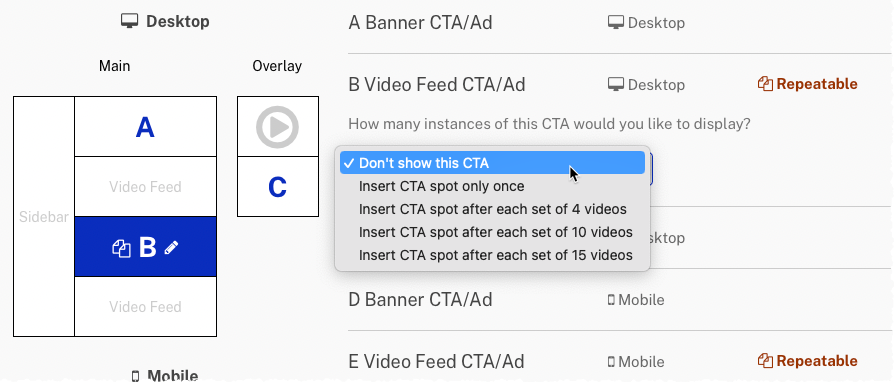 Desktop
Main
Overlay
A
Video Feed
Sidebar
B
Video Feed
C
Mobile
A Banner CTA/Ad
Desktop
B Video Feed CTA/Ad
Desktop
Repeatable
How many instances of this CTA would you like to display?
✓ Don't show this CTA
Insert CTA spot only once
Insert CTA spot after each set of 4 videos
Insert CTA spot after each set of 10 videos
Insert CTA spot after each set of 15 videos
sktop
D Banner CTA/Ad
Mobile
E Video Feed CTA/Ad
Mobile
Repeatable